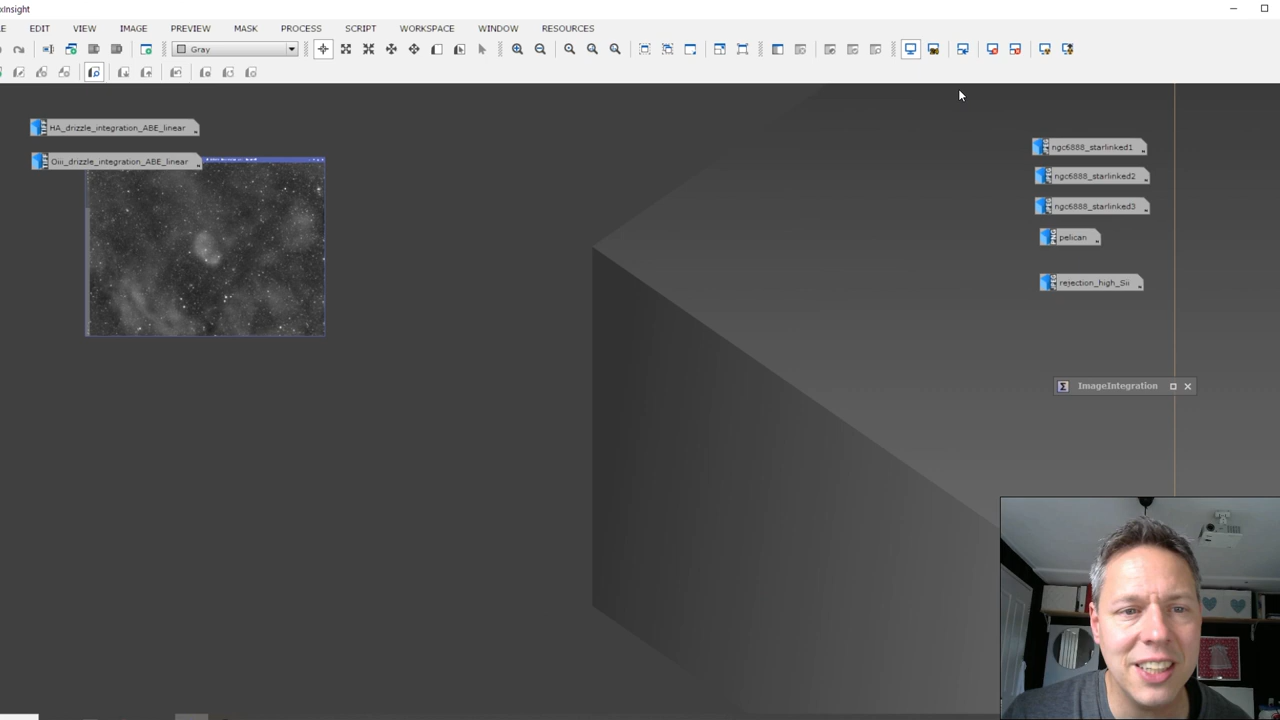 xInsight
EDIT VIEW IMAGE PREVIEW MASK PROCESS SCRIPT WORKSPACE WINDOW RESOURCES
Gray
HA_drizzle_integration_ABE_linear
Oiii_drizzle_integration_ABE_linear
ngc6888_starlinked1
ngc6888_starlinked2
ngc6888_starlinked3
pelican
rejection_high_Sii
ImageIntegration